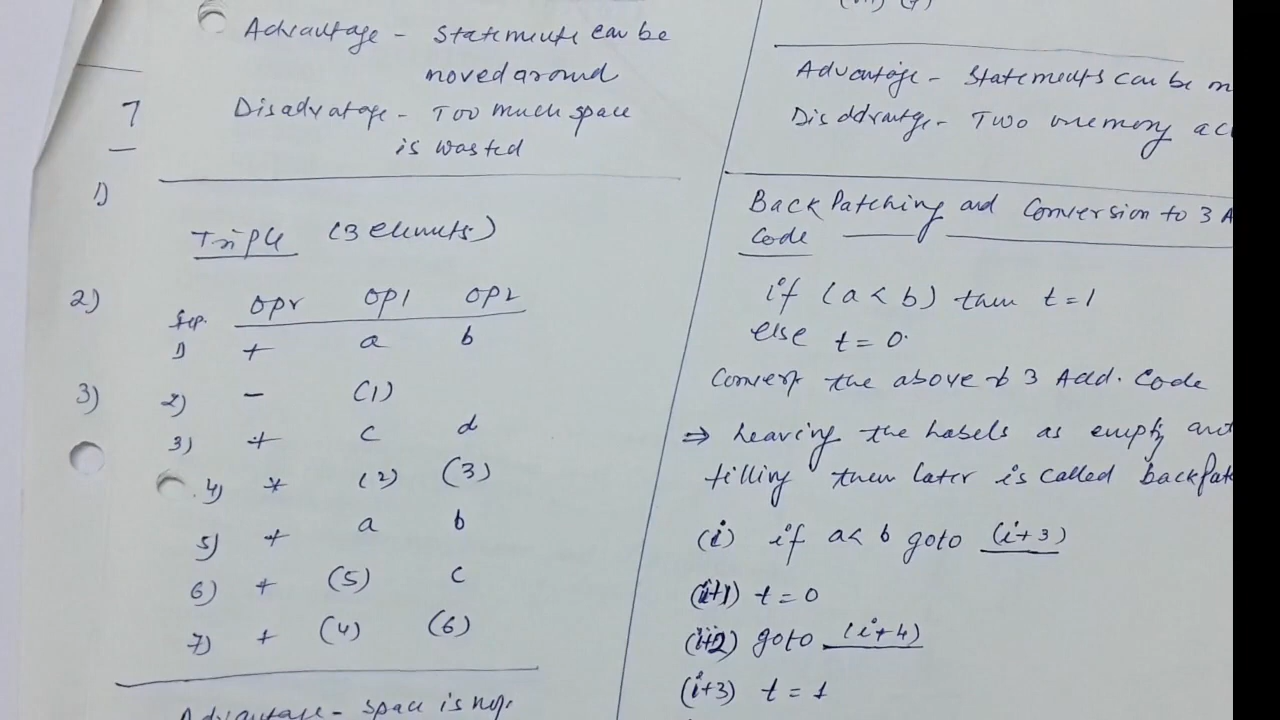 Advantage - Statements can be
moved around
Disadvatage - Too much space
is wasted
7
1)
Triple (3 elements)
2)
opr op1 op2
1) + a b
3)
2) - (1)
3) + c d
4) * (2) (3)
5) + a b
6) + (5) c
7) + (4) (6)
Advantage - space is
Advantage - Statements can be m
Disddvantge - Two memory ac
Back Patching and Conversion to 3 A
Code
if (a < b) then t = 1
else t = 0.
Convert the above to 3 Add. Code
⇒ Leaving the labels as empty and
filling them later is called backpat
(i) if a < b goto (i+3)
(i+1) t = 0
(i+2) goto (i+4)
(i+3) t = 1